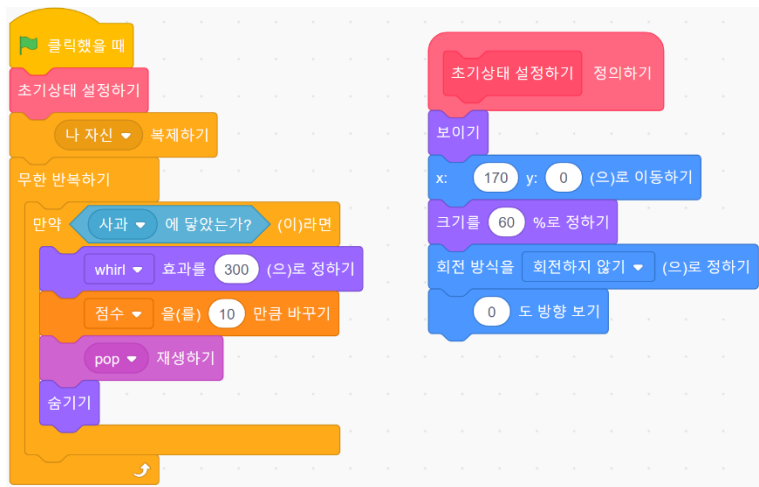 클릭했을 때
초기상태 설정하기
나 자신 복제하기
무한 반복하기
만약 사과 에 닿았는가? (이)라면
whirl 효과를 300 (으)로 정하기
점수 을(를) 10 만큼 바꾸기
pop 재생하기
숨기기
초기상태 설정하기 정의하기
보이기
x: 170 y: 0 (으)로 이동하기
크기를 60 %로 정하기
회전 방식을 회전하지 않기 (으)로 정하기
0 도 방향 보기